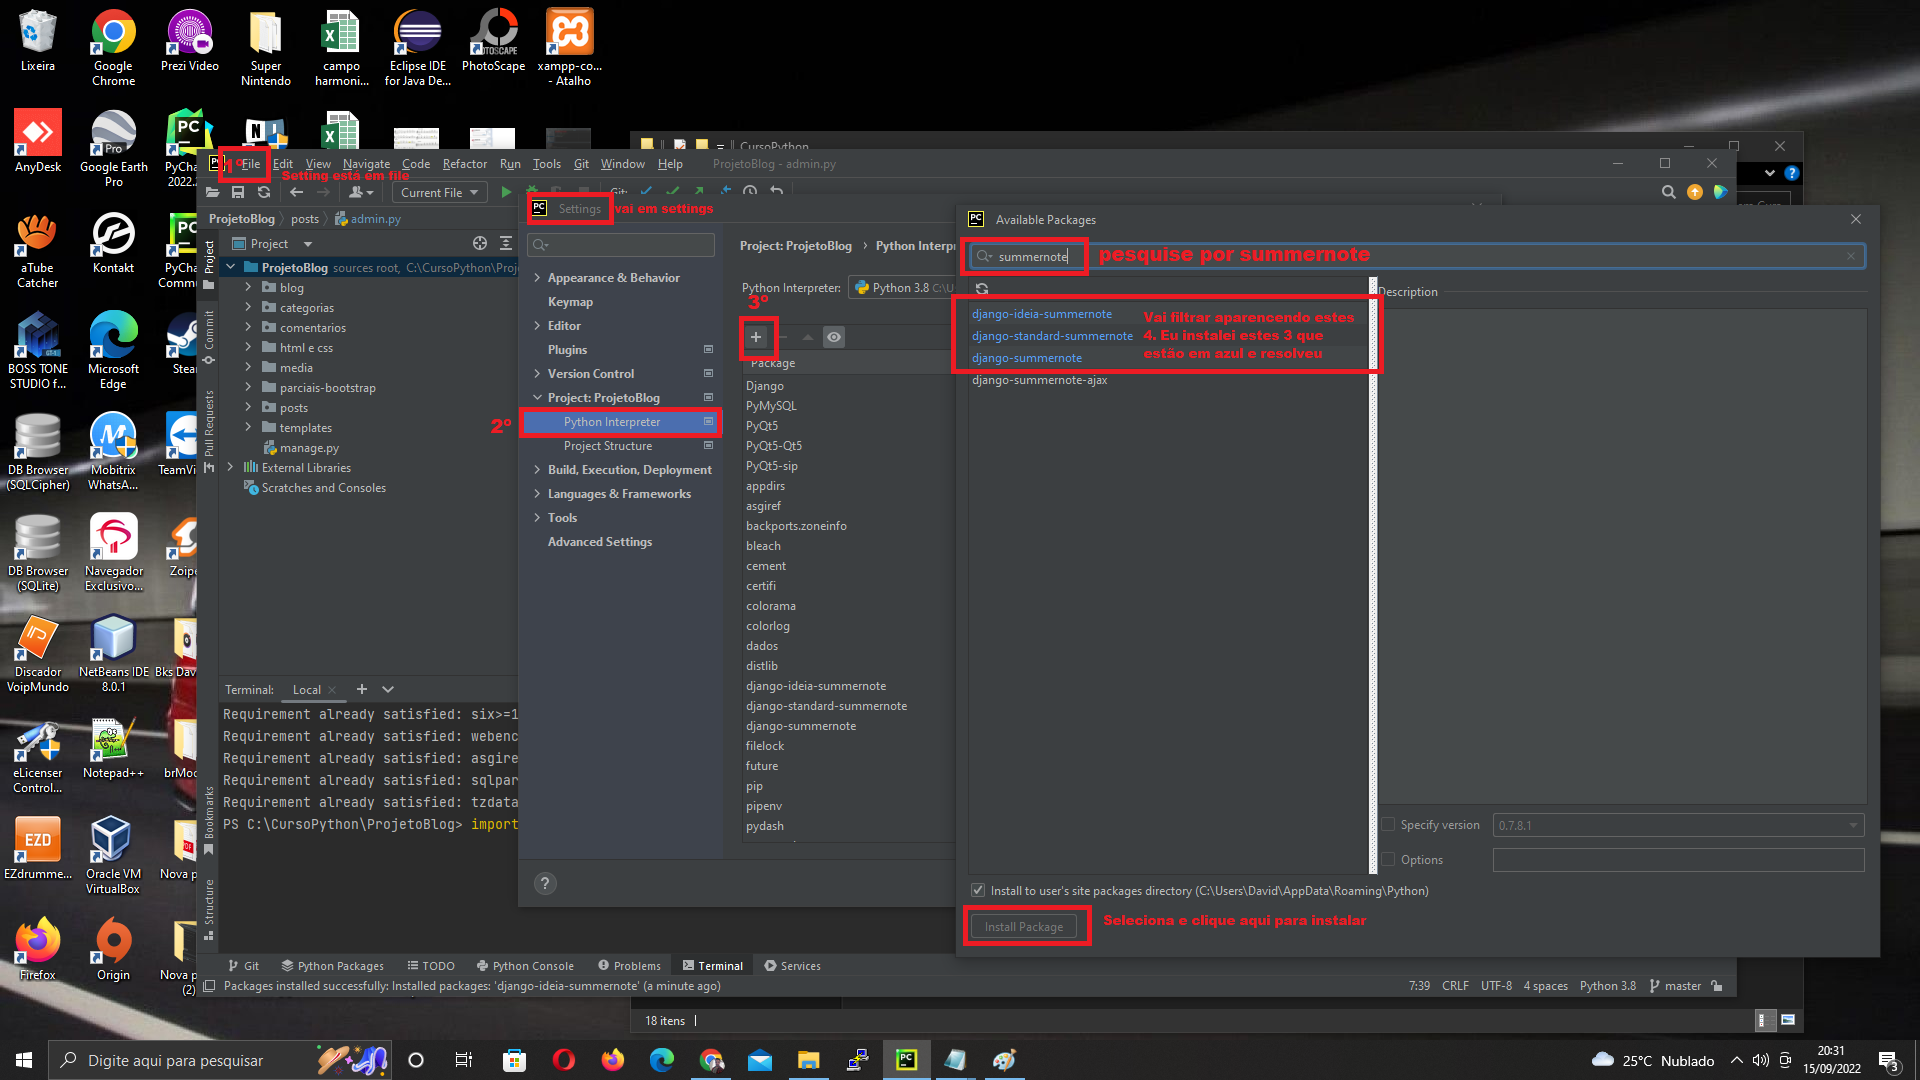 Lixeira
Google Chrome
Prezi Video
Super Nintendo
campo harmoni...
Eclipse IDE for Java De...
PhotoScape
xampp-co... - Atalho
AnyDesk
Google Earth Pro
PyCha... 2022...
aTube Catcher
Kontakt
PyCha... Commu...
BOSS TONE STUDIO f...
Microsoft Edge
Stea
DB Browser (SQLCipher)
Mobitrix WhatsA...
TeamVi
DB Browser (SQLite)
Navegador Exclusivo...
Zoipe
Discador VoipMundo
NetBeans IDE 8.0.1
Bks Dav
eLicenser Control...
Notepad++
brMod
EZdrumme...
Oracle VM VirtualBox
Nova p
Firefox
Origin
Nova p (2)
CursoPython
1º File Edit View Navigate Code Refactor Run Tools Git Window Help ProjetoBlog - admin.py
Setting está em file
Current File
Git:
ProjetoBlog posts admin.py
Project
Commit
Pull Requests
Bookmarks
Structure
Project
ProjetoBlog sources root, C:\CursoPython\Proj
blog
categorias
comentarios
html e css
media
parciais-bootstrap
posts
templates
manage.py
External Libraries
Scratches and Consoles
Terminal: Local
Requirement already satisfied: six>=1
Requirement already satisfied: webenc
Requirement already satisfied: asgire
Requirement already satisfied: sqlpar
Requirement already satisfied: tzdata
PS C:\CursoPython\ProjetoBlog> import
Git Python Packages TODO Python Console Problems Terminal Services
Packages installed successfully: Installed packages: 'django-ideia-summernote' (a minute ago)
7:39 CRLF UTF-8 4 spaces Python 3.8 master
Settings
vai em settings
Appearance & Behavior
Keymap
Editor
Plugins
Version Control
Project: ProjetoBlog
2º
Python Interpreter
Project Structure
Build, Execution, Deployment
Languages & Frameworks
Tools
Advanced Settings
?
Project: ProjetoBlog › Python Interp
Python Interpreter: Python 3.8 C:\U
3º
+
Package
Django
PyMySQL
PyQt5
PyQt5-Qt5
PyQt5-sip
appdirs
asgiref
backports.zoneinfo
bleach
cement
certifi
colorama
colorlog
dados
distlib
django-ideia-summernote
django-standard-summernote
django-summernote
filelock
future
pip
pipenv
pydash
Available Packages
summernote
pesquise por summernote
django-ideia-summernote
django-standard-summernote
django-summernote
django-summernote-ajax
Vai filtrar aparecendo estes
4. Eu instalei estes 3 que
estão em azul e resolveu
Description
Specify version 0.7.8.1
Options
Install to user's site packages directory (C:\Users\David\AppData\Roaming\Python)
Install Package
Seleciona e clique aqui para instalar
18 itens
Digite aqui para pesquisar
25°C Nublado
20:31
15/09/2022
3